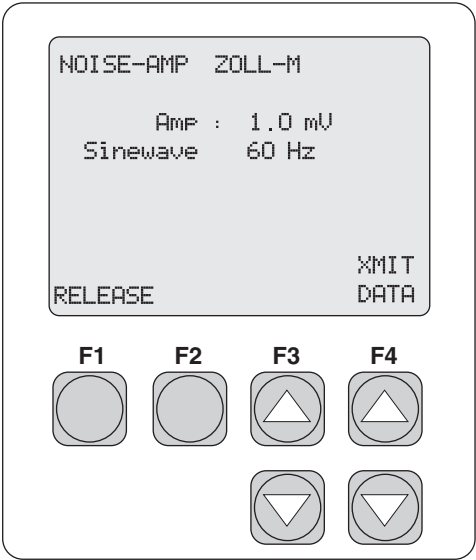 NOISE-AMP ZOLL-M
Amp : 1.0 mV
Sinewave 60 Hz
XMIT
RELEASE DATA
F1 F2 F3 F4